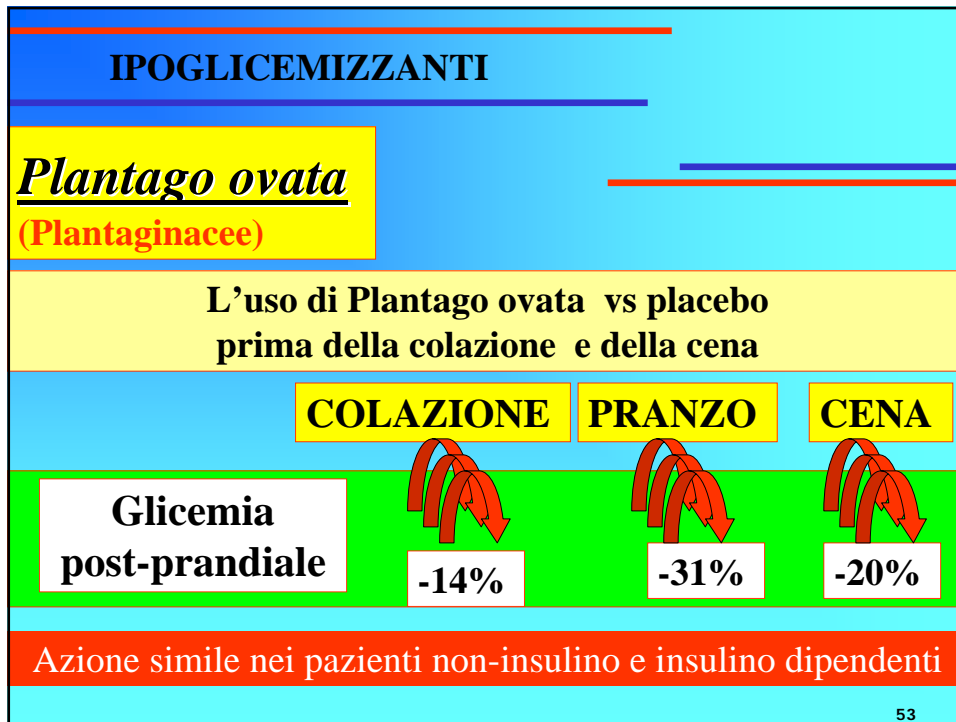 IPOGLICEMIZZANTI
Plantago ovata
(Plantaginacee)
L’uso di Plantago ovata vs placebo
prima della colazione e della cena
COLAZIONE PRANZO CENA
Glicemia
post-prandiale
-14% -31% -20%
Azione simile nei pazienti non-insulino e insulino dipendenti
53